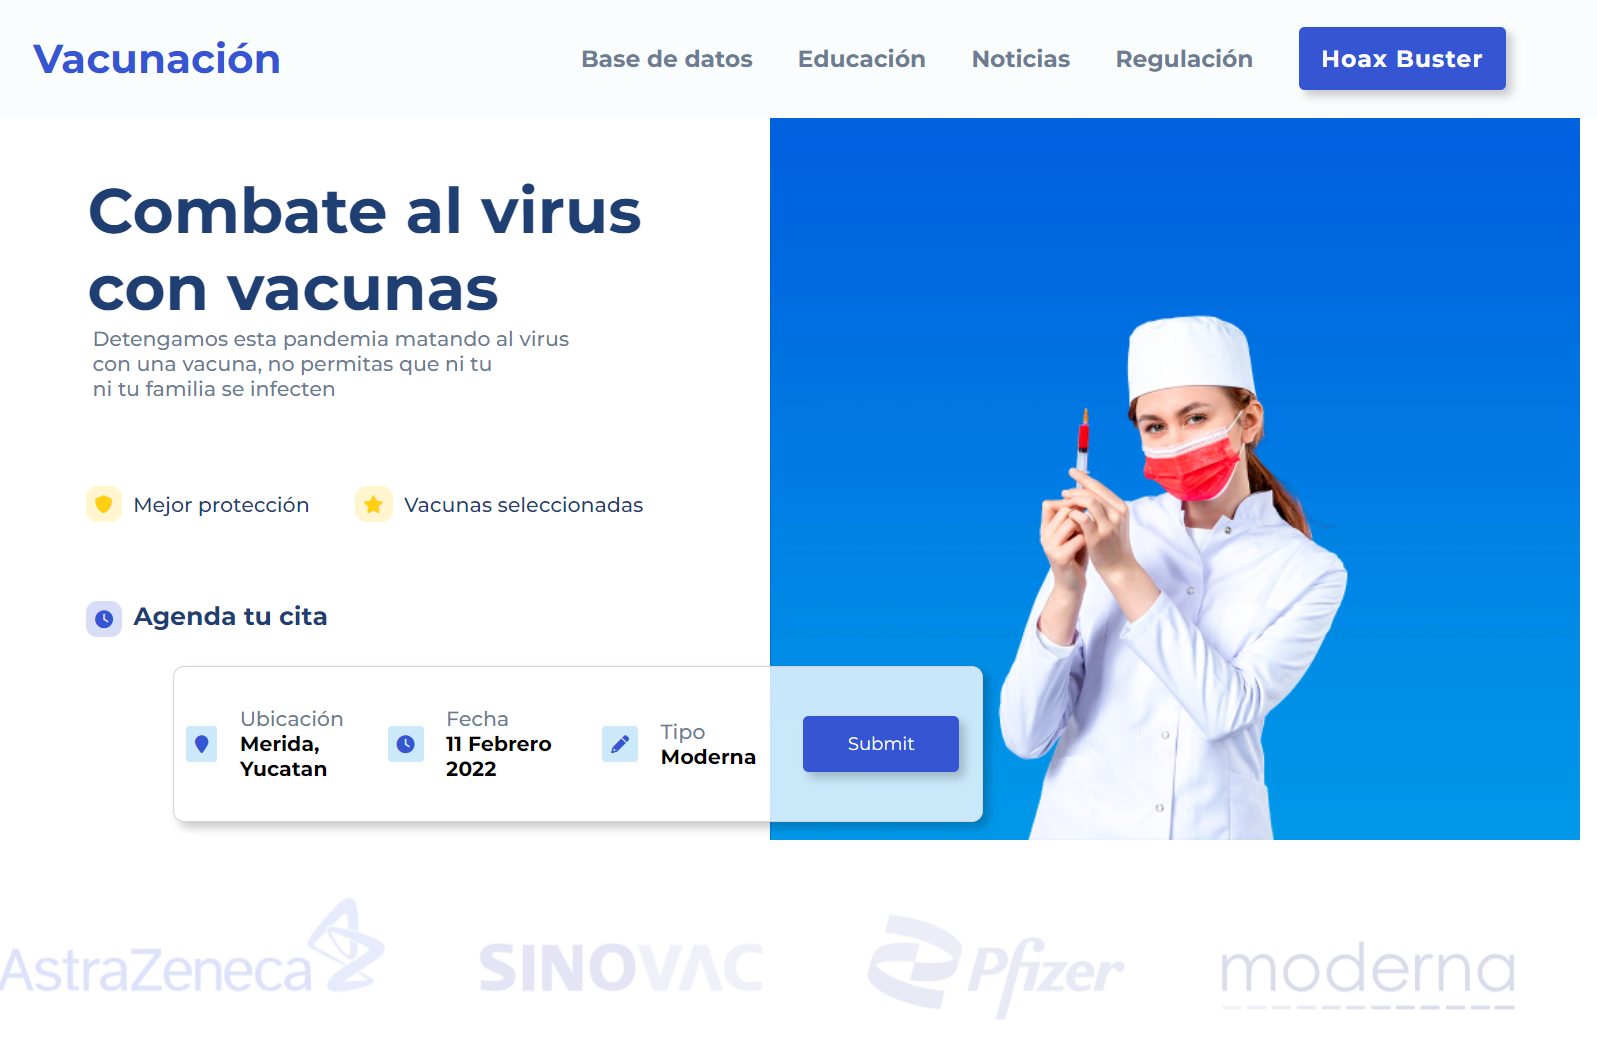 Vacunación
Base de datos
Educación
Noticias
Regulación
Hoax Buster
Combate al virus
con vacunas
Detengamos esta pandemia matando al virus
con una vacuna, no permitas que ni tu
ni tu familia se infecten
Mejor protección
Vacunas seleccionadas
Agenda tu cita
Ubicación
Merida,
Yucatan
Fecha
11 Febrero
2022
Tipo
Moderna
Submit
AstraZeneca
SINOVAC
Pfizer
moderna